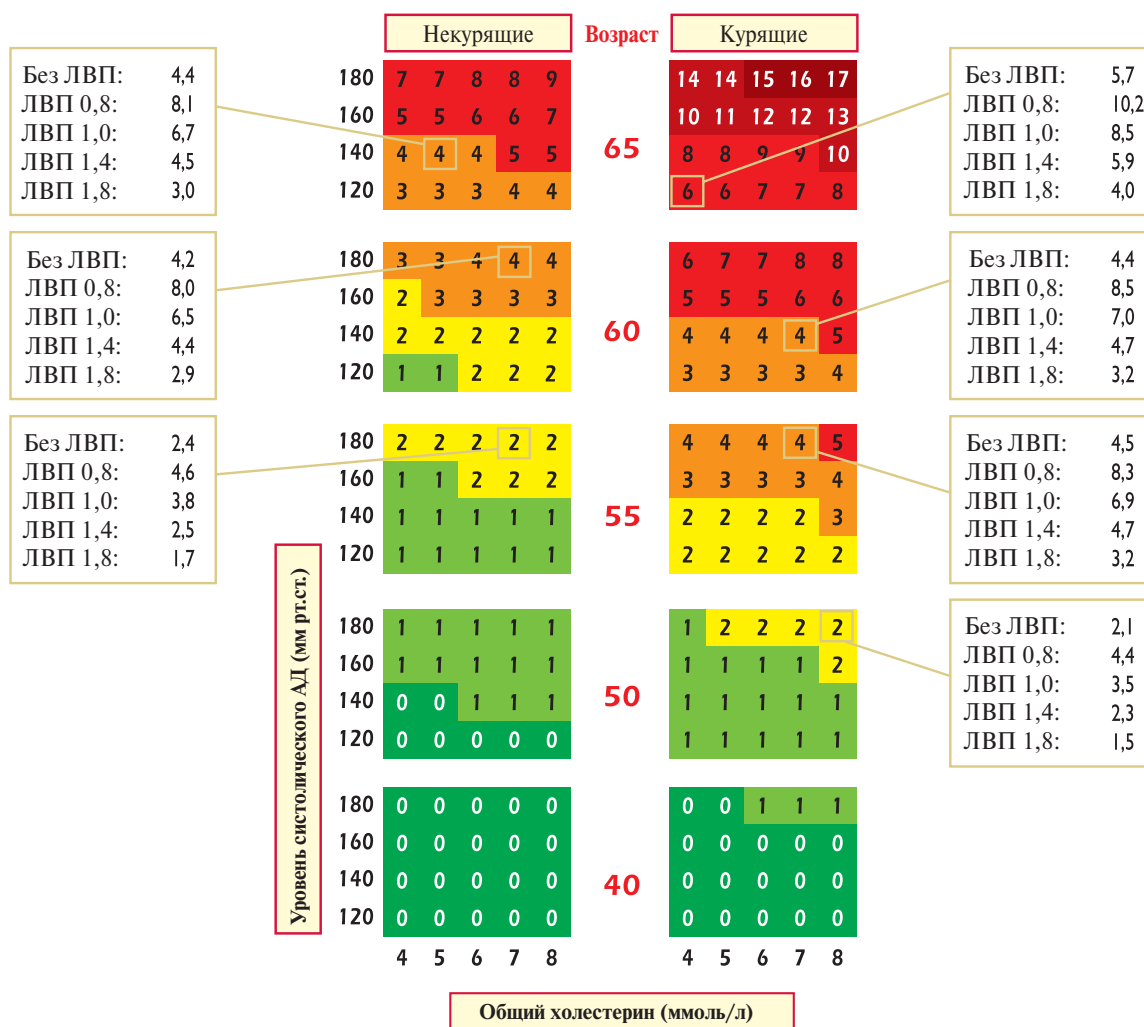 Некурящие Возраст Курящие
Без ЛВП: 4,4
ЛВП 0,8: 8,1
ЛВП 1,0: 6,7
ЛВП 1,4: 4,5
ЛВП 1,8: 3,0
180 7 7 8 8 9
160 5 5 6 6 7
140 4 4 4 5 5
120 3 3 3 4 4
65
14 14 15 16 17
10 11 12 12 13
8 8 9 9 10
6 6 7 7 8
Без ЛВП: 5,7
ЛВП 0,8: 10,2
ЛВП 1,0: 8,5
ЛВП 1,4: 5,9
ЛВП 1,8: 4,0
Без ЛВП: 4,2
ЛВП 0,8: 8,0
ЛВП 1,0: 6,5
ЛВП 1,4: 4,4
ЛВП 1,8: 2,9
180 3 3 4 4 4
160 2 3 3 3 3
140 2 2 2 2 2
120 1 1 2 2 2
60
6 7 7 8 8
5 5 5 6 6
4 4 4 4 5
3 3 3 3 4
Без ЛВП: 4,4
ЛВП 0,8: 8,5
ЛВП 1,0: 7,0
ЛВП 1,4: 4,7
ЛВП 1,8: 3,2
Без ЛВП: 2,4
ЛВП 0,8: 4,6
ЛВП 1,0: 3,8
ЛВП 1,4: 2,5
ЛВП 1,8: 1,7
180 2 2 2 2 2
160 1 1 2 2 2
140 1 1 1 1 1
120 1 1 1 1 1
55
4 4 4 4 5
3 3 3 3 4
2 2 2 2 3
2 2 2 2 2
Без ЛВП: 4,5
ЛВП 0,8: 8,3
ЛВП 1,0: 6,9
ЛВП 1,4: 4,7
ЛВП 1,8: 3,2
Уровень систолического АД (мм рт.ст.)
180 1 1 1 1 1
160 1 1 1 1 1
140 0 0 1 1 1
120 0 0 0 0 0
50
1 2 2 2 2
1 1 1 1 2
1 1 1 1 1
1 1 1 1 1
Без ЛВП: 2,1
ЛВП 0,8: 4,4
ЛВП 1,0: 3,5
ЛВП 1,4: 2,3
ЛВП 1,8: 1,5
180 0 0 0 0 0
160 0 0 0 0 0
140 0 0 0 0 0
120 0 0 0 0 0
40
0 0 1 1 1
0 0 0 0 0
0 0 0 0 0
0 0 0 0 0
4 5 6 7 8 4 5 6 7 8
Общий холестерин (ммоль/л)